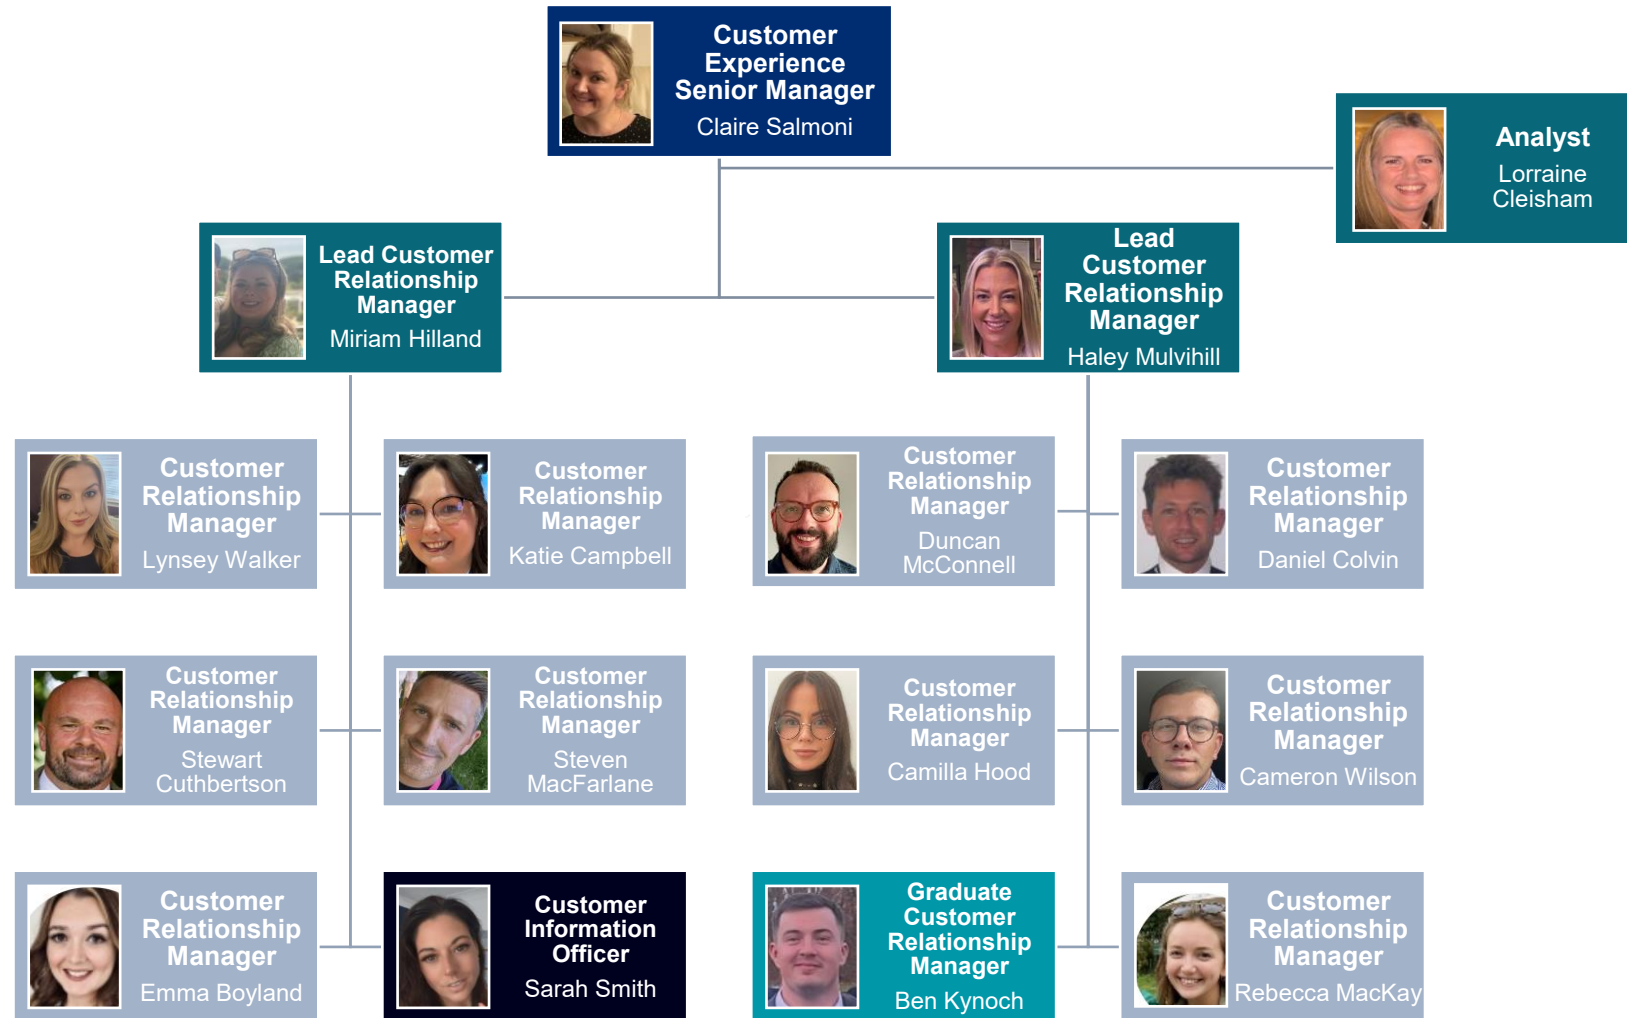 Customer
Experience
Senior Manager
Claire Salmoni
Analyst
Lorraine
Cleisham
Lead Customer
Relationship
Manager
Miriam Hilland
Lead
Customer
Relationship
Manager
Haley Mulvihill
Customer
Relationship
Manager
Lynsey Walker
Customer
Relationship
Manager
Katie Campbell
Customer
Relationship
Manager
Duncan
McConnell
Customer
Relationship
Manager
Daniel Colvin
Customer
Relationship
Manager
Stewart
Cuthbertson
Customer
Relationship
Manager
Steven
MacFarlane
Customer
Relationship
Manager
Camilla Hood
Customer
Relationship
Manager
Cameron Wilson
Customer
Relationship
Manager
Emma Boyland
Customer
Information
Officer
Sarah Smith
Graduate
Customer
Relationship
Manager
Ben Kynoch
Customer
Relationship
Manager
Rebecca MacKay